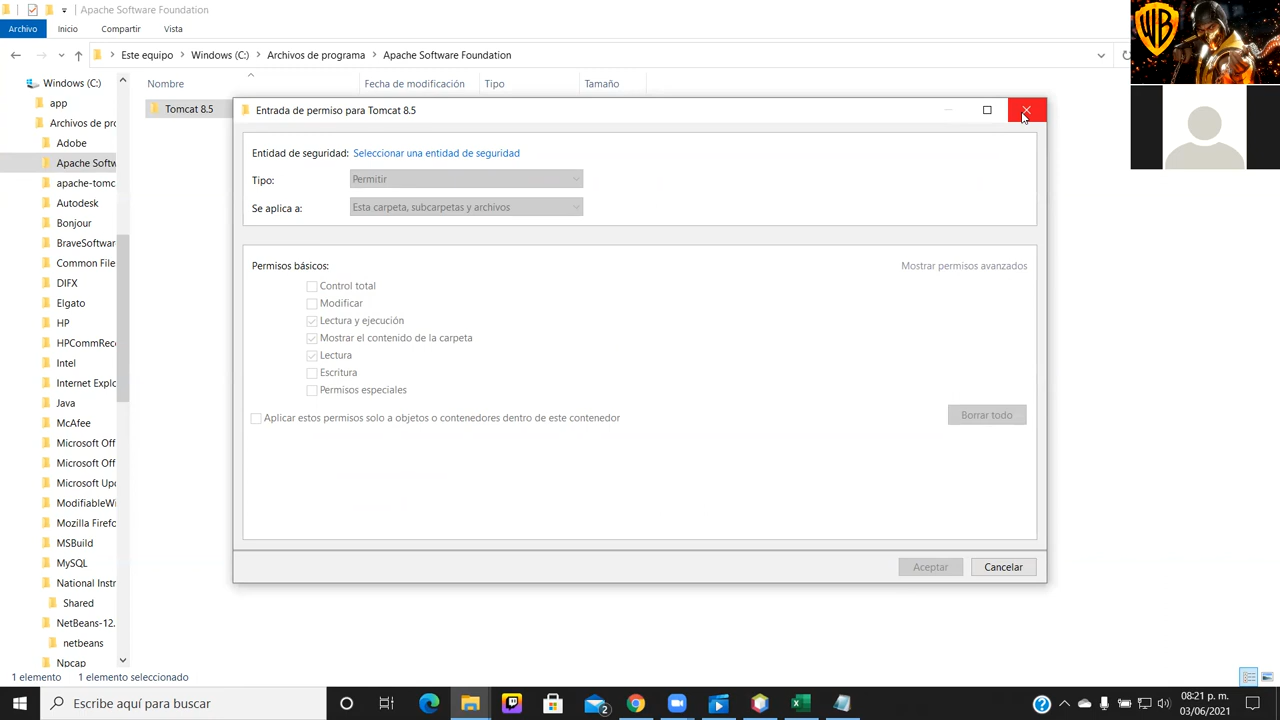 Apache Software Foundation
Archivo Inicio Compartir Vista
Este equipo Windows (C:) Archivos de programa Apache Software Foundation
WB
Windows (C:)
app
Archivos de pro
Adobe
Apache Softw
apache-tomc
Autodesk
Bonjour
BraveSoftware
Common File
DIFX
Elgato
HP
HPCommRec
Intel
Internet Explo
Java
McAfee
Microsoft Off
Microsoft Off
Microsoft Upd
ModifiableWi
Mozilla Firefo
MSBuild
MySQL
National Instr
Shared
NetBeans-12.
netbeans
Npcap
Nombre Fecha de modificación Tipo Tamaño
Tomcat 8.5
Entrada de permiso para Tomcat 8.5
Entidad de seguridad: Seleccionar una entidad de seguridad
Tipo: Permitir
Se aplica a: Esta carpeta, subcarpetas y archivos
Permisos básicos: Mostrar permisos avanzados
Control total
Modificar
Lectura y ejecución
Mostrar el contenido de la carpeta
Lectura
Escritura
Permisos especiales
Aplicar estos permisos solo a objetos o contenedores dentro de este contenedor
Borrar todo
Aceptar Cancelar
1 elemento 1 elemento seleccionado
Escribe aquí para buscar
2
08:21 p. m.
03/06/2021